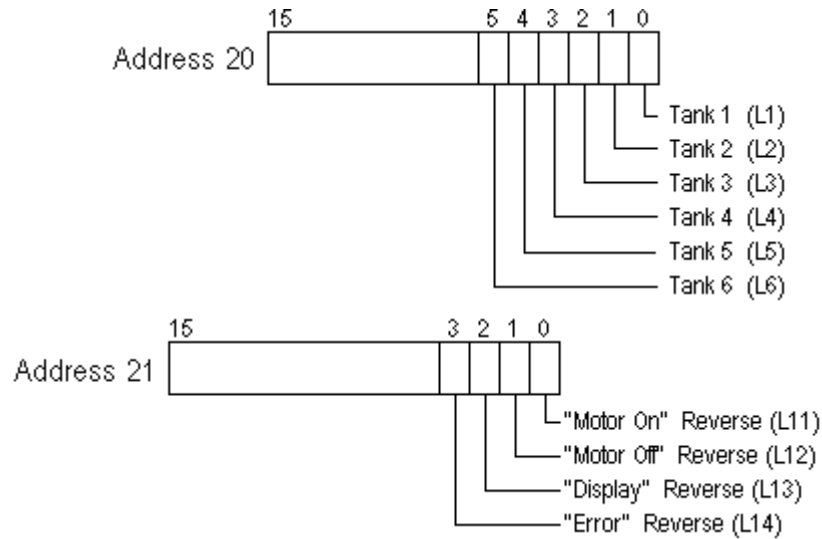 15 5 4 3 2 1 0
Address 20
Tank 1 (L1)
Tank 2 (L2)
Tank 3 (L3)
Tank 4 (L4)
Tank 5 (L5)
Tank 6 (L6)
15 3 2 1 0
Address 21
"Motor On" Reverse (L11)
"Motor Off" Reverse (L12)
"Display" Reverse (L13)
"Error" Reverse (L14)